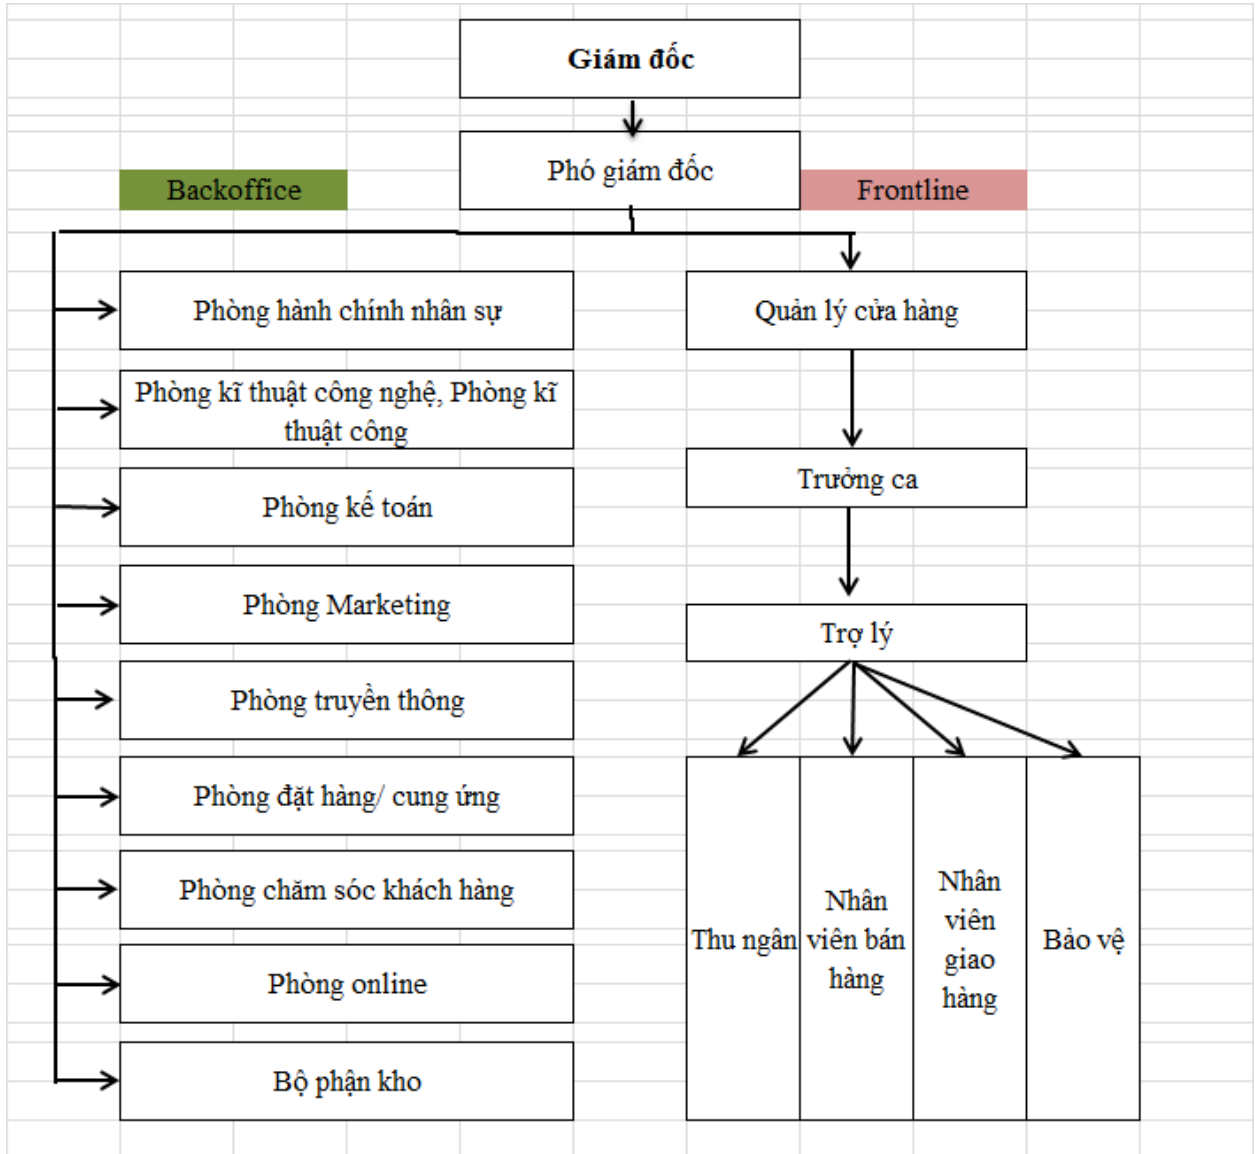 Giám đốc
Phó giám đốc
Backoffice
Frontline
Phòng hành chính nhân sự
Phòng kĩ thuật công nghệ, Phòng kĩ
thuật công
Phòng kế toán
Phòng Marketing
Phòng truyền thông
Phòng đặt hàng/ cung ứng
Phòng chăm sóc khách hàng
Phòng online
Bộ phận kho
Quản lý cửa hàng
Trưởng ca
Trợ lý
Thu ngân
Nhân
viên bán
hàng
Nhân
viên
giao
hàng
Bảo vệ